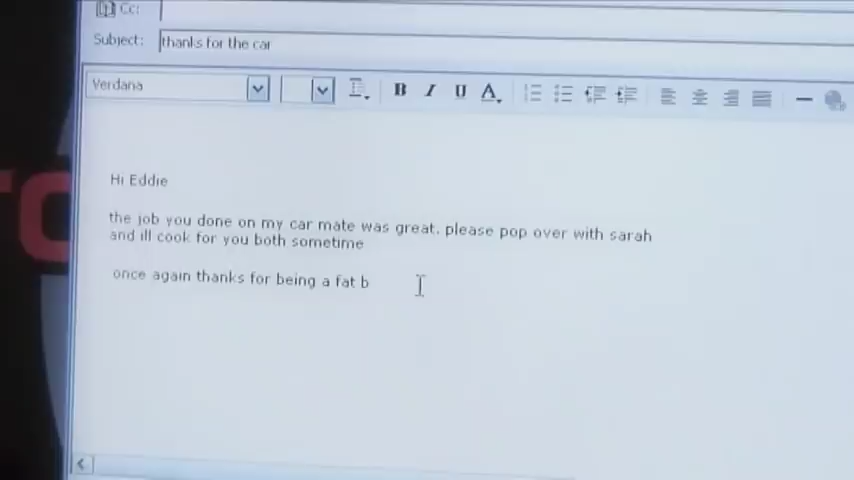 Cc:
Subject: thanks for the car
Verdana
B I U A
Hi Eddie
the job you done on my car mate was great. please pop over with sarah
and ill cook for you both sometime
once again thanks for being a fat b